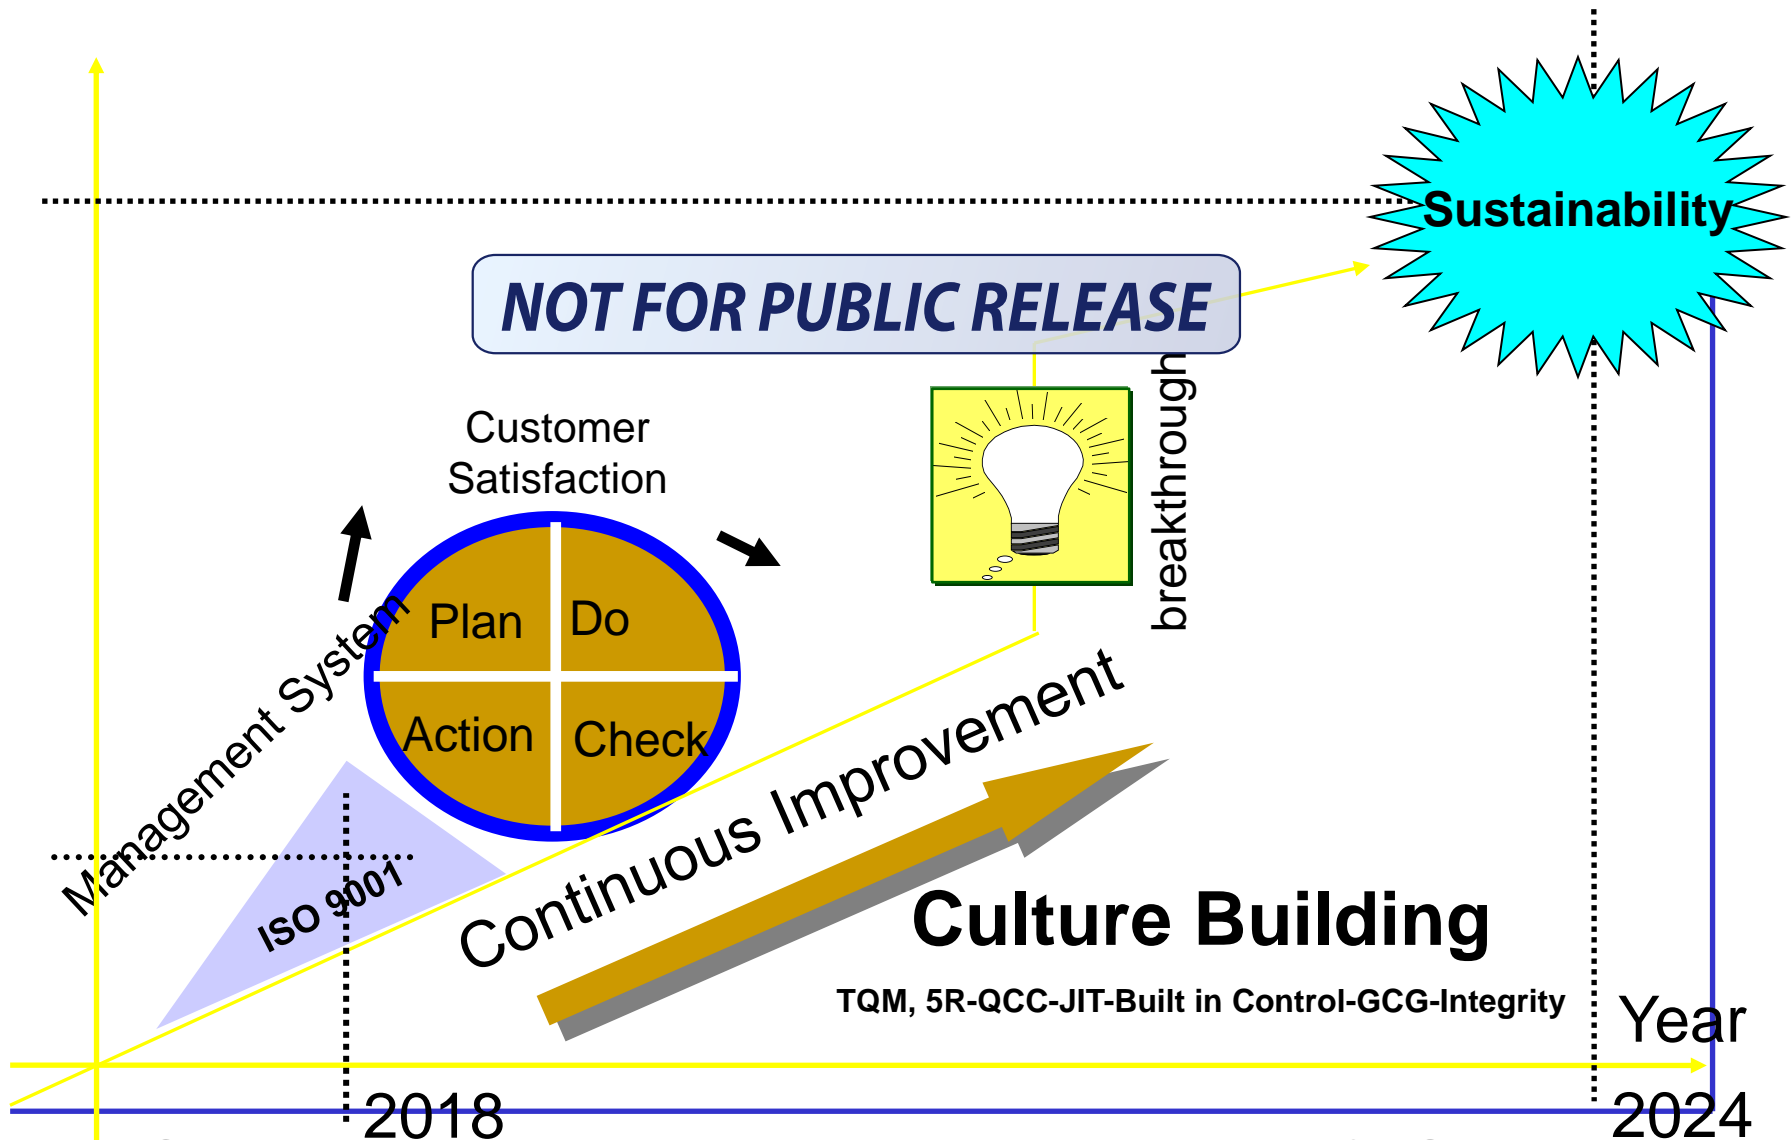 Sustainability
NOT FOR PUBLIC RELEASE
breakthrough
Customer
Satisfaction
Plan
Do
Action
Check
Management System
ISO 9001
Continuous Improvement
Culture Building
TQM, 5R-QCC-JIT-Built in Control-GCG-Integrity
Year
2018
2024